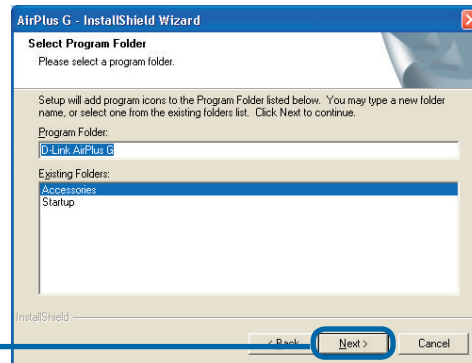 AirPlus G - InstallShield Wizard
Select Program Folder
Please select a program folder.
Setup will add program icons to the Program Folder listed below. You may type a new folder
name, or select one from the existing folders list. Click Next to continue.
Program Folder:
D-Link AirPlus G
Existing Folders:
Accessories
Startup
InstallShield
< Back Next > Cancel